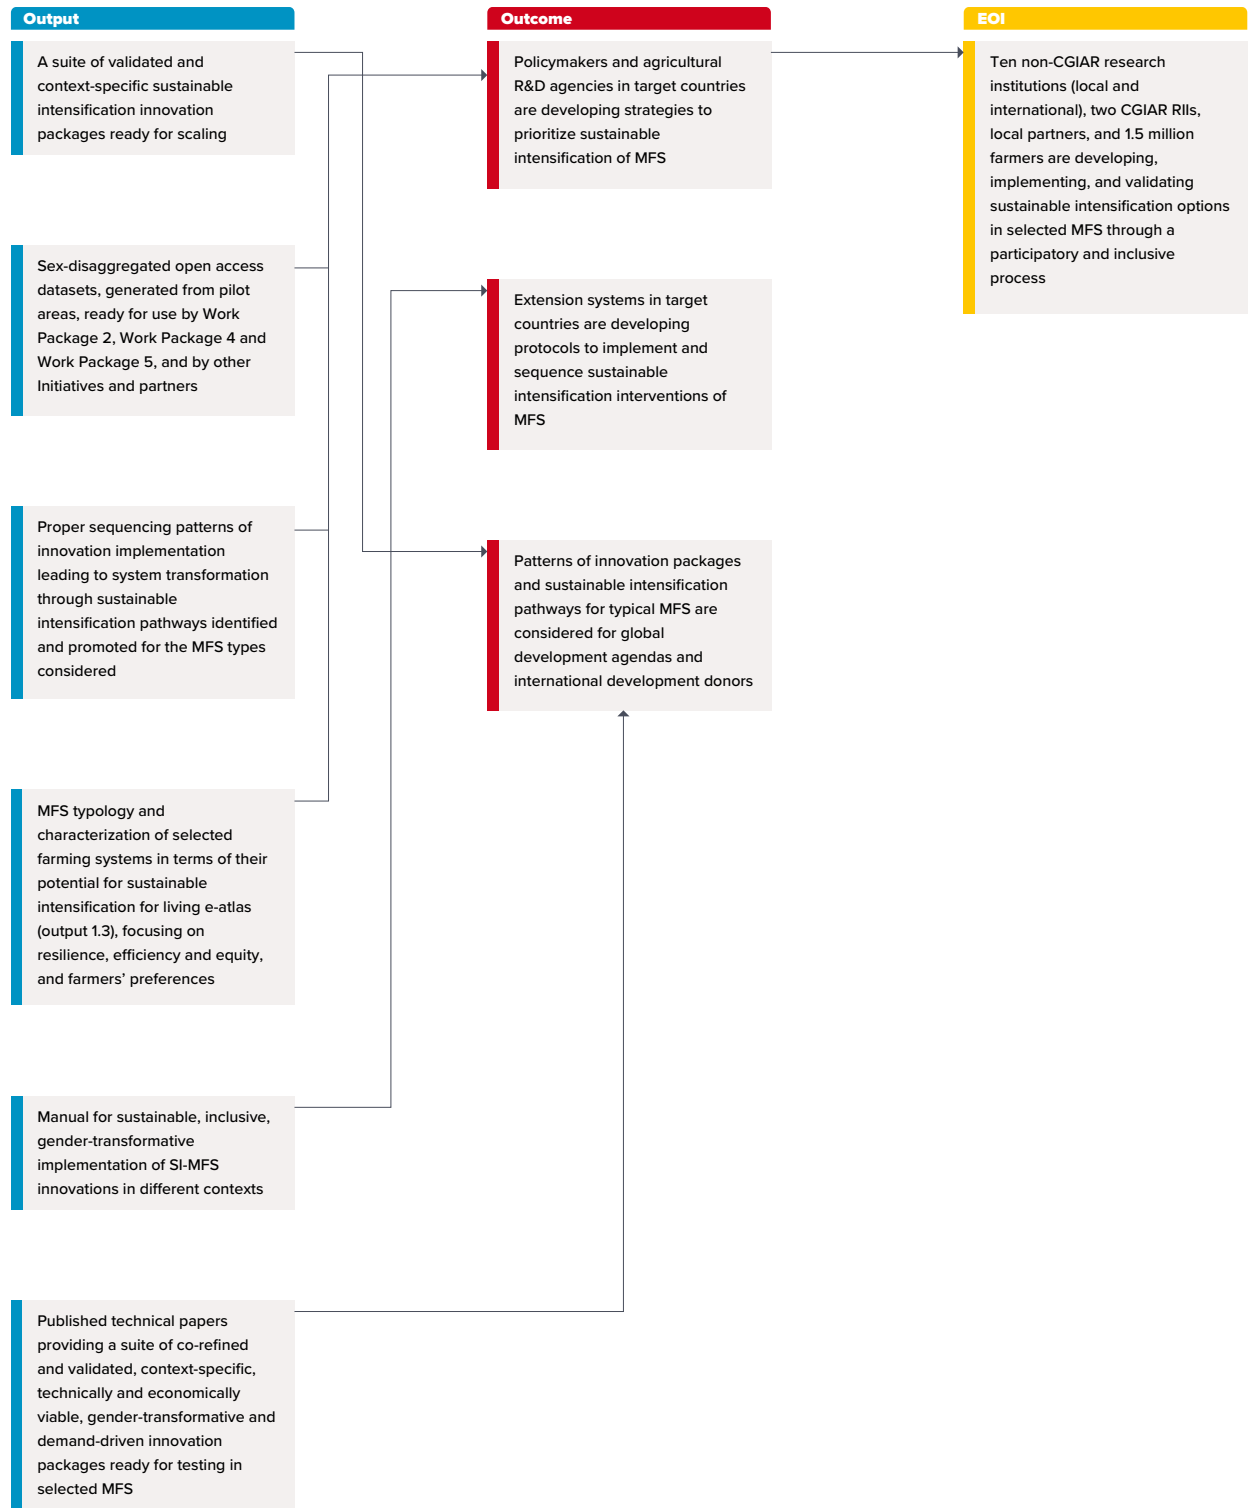 Output
A suite of validated and
context-specific sustainable
intensification innovation
packages ready for scaling
Sex-disaggregated open access
datasets, generated from pilot
areas, ready for use by Work
Package 2, Work Package 4 and
Work Package 5, and by other
Initiatives and partners
Proper sequencing patterns of
innovation implementation
leading to system transformation
through sustainable
intensification pathways identified
and promoted for the MFS types
considered
MFS typology and
characterization of selected
farming systems in terms of their
potential for sustainable
intensification for living e-atlas
(output 1.3), focusing on
resilience, efficiency and equity,
and farmers’ preferences
Manual for sustainable, inclusive,
gender-transformative
implementation of SI-MFS
innovations in different contexts
Published technical papers
providing a suite of co-refined
and validated, context-specific,
technically and economically
viable, gender-transformative and
demand-driven innovation
packages ready for testing in
selected MFS
Outcome
Policymakers and agricultural
R&D agencies in target countries
are developing strategies to
prioritize sustainable
intensification of MFS
Extension systems in target
countries are developing
protocols to implement and
sequence sustainable
intensification interventions of
MFS
Patterns of innovation packages
and sustainable intensification
pathways for typical MFS are
considered for global
development agendas and
international development donors
EOI
Ten non-CGIAR research
institutions (local and
international), two CGIAR RIIs,
local partners, and 1.5 million
farmers are developing,
implementing, and validating
sustainable intensification options
in selected MFS through a
participatory and inclusive
process